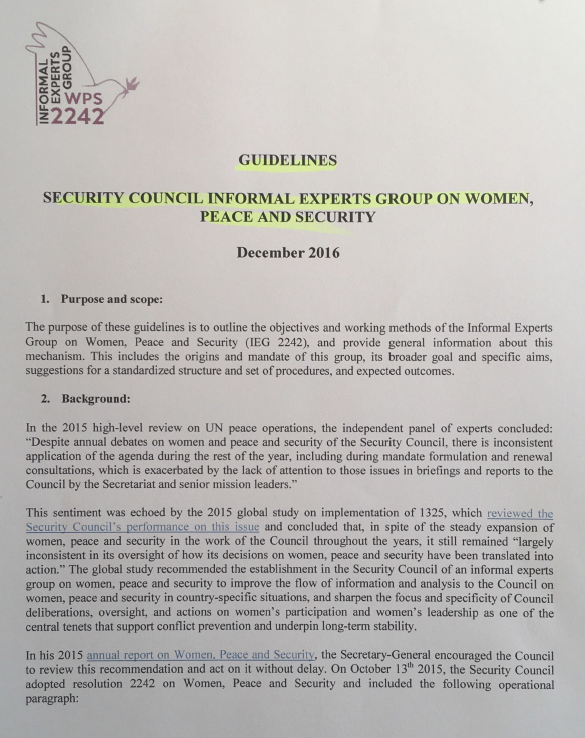 INFORMAL
EXPERTS
GROUP
WPS
2242
GUIDELINES
SECURITY COUNCIL INFORMAL EXPERTS GROUP ON WOMEN,
PEACE AND SECURITY
December 2016
1. Purpose and scope:
The purpose of these guidelines is to outline the objectives and working methods of the Informal Experts
Group on Women, Peace and Security (IEG 2242), and provide general information about this
mechanism. This includes the origins and mandate of this group, its broader goal and specific aims,
suggestions for a standardized structure and set of procedures, and expected outcomes.
2. Background:
In the 2015 high-level review on UN peace operations, the independent panel of experts concluded:
“Despite annual debates on women and peace and security of the Security Council, there is inconsistent
application of the agenda during the rest of the year, including during mandate formulation and renewal
consultations, which is exacerbated by the lack of attention to those issues in briefings and reports to the
Council by the Secretariat and senior mission leaders.”
This sentiment was echoed by the 2015 global study on implementation of 1325, which reviewed the
Security Council’s performance on this issue and concluded that, in spite of the steady expansion of
women, peace and security in the work of the Council throughout the years, it still remained “largely
inconsistent in its oversight of how its decisions on women, peace and security have been translated into
action.” The global study recommended the establishment in the Security Council of an informal experts
group on women, peace and security to improve the flow of information and analysis to the Council on
women, peace and security in country-specific situations, and sharpen the focus and specificity of Council
deliberations, oversight, and actions on women’s participation and women’s leadership as one of the
central tenets that support conflict prevention and underpin long-term stability.
In his 2015 annual report on Women, Peace and Security, the Secretary-General encouraged the Council
to review this recommendation and act on it without delay. On October 13th 2015, the Security Council
adopted resolution 2242 on Women, Peace and Security and included the following operational
paragraph: